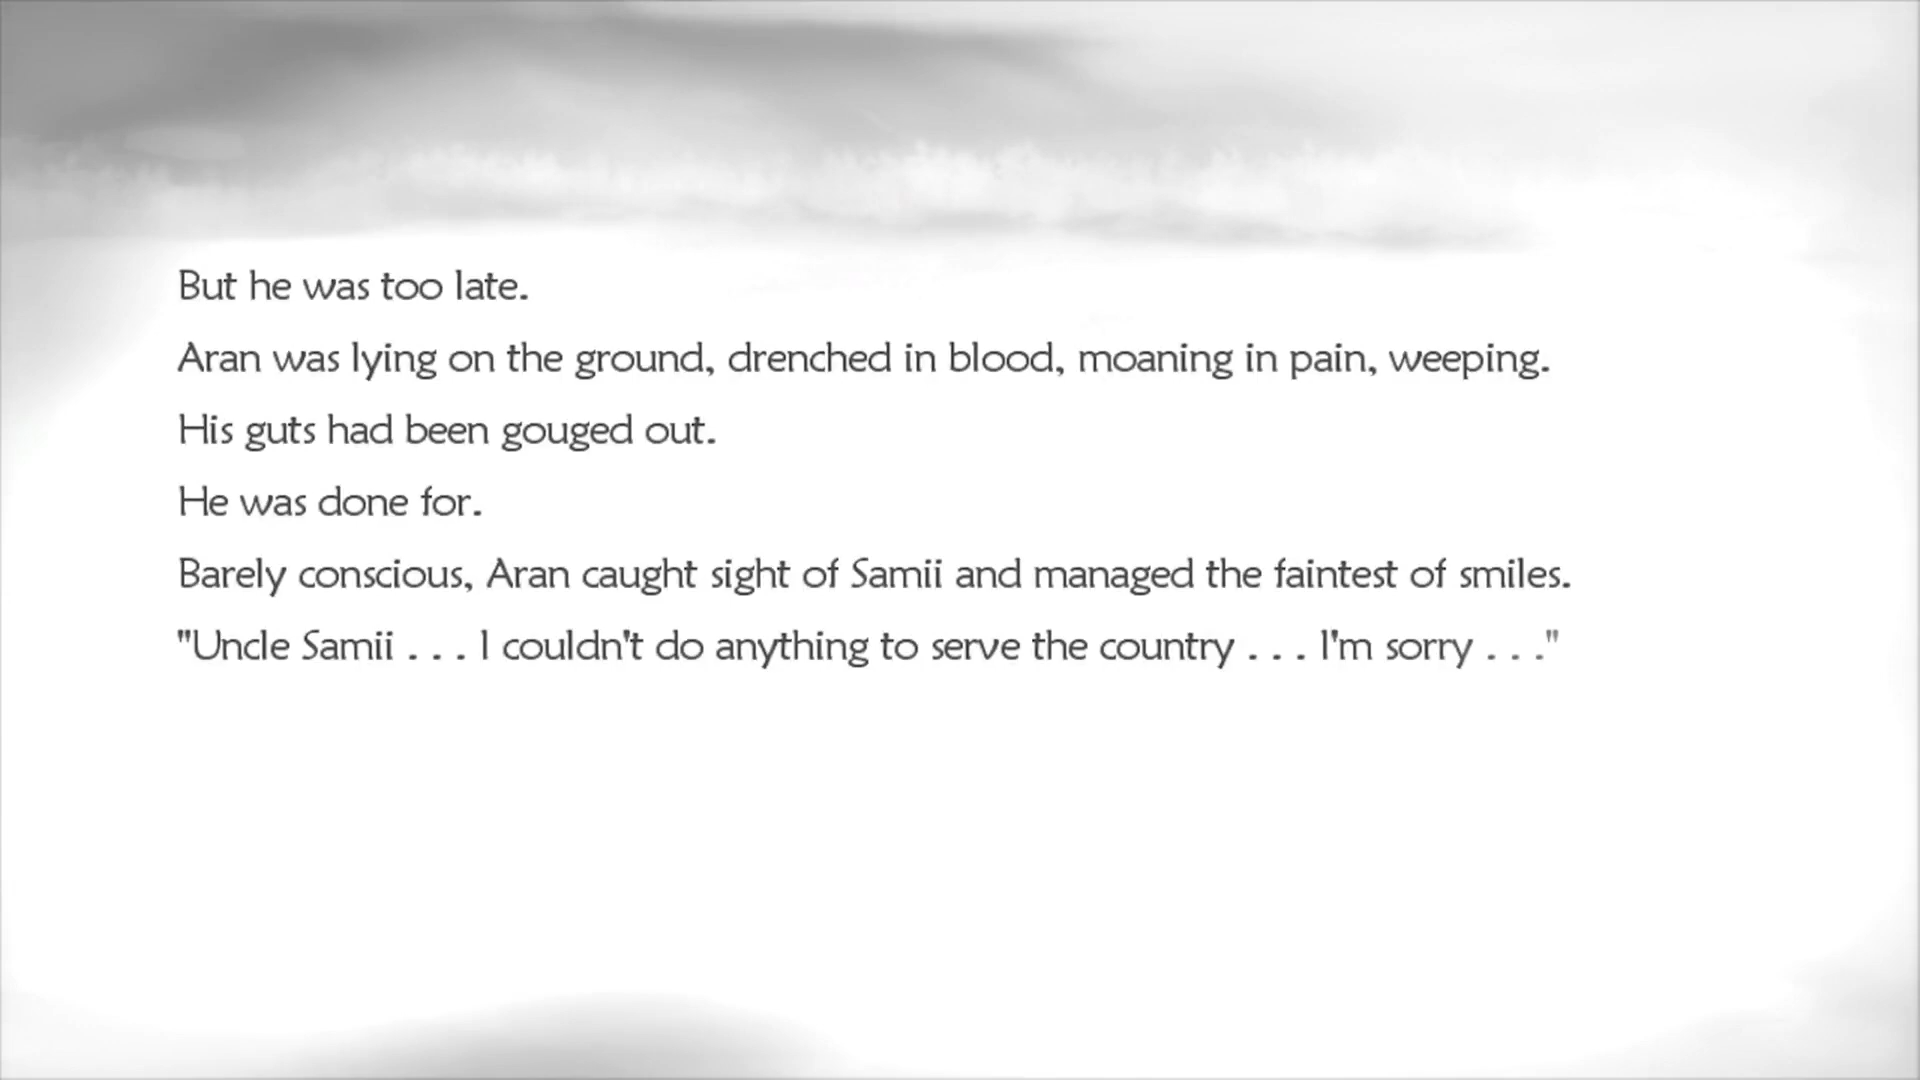 But he was too late.
Aran was lying on the ground, drenched in blood, moaning in pain, weeping.
His guts had been gouged out.
He was done for.
Barely conscious, Aran caught sight of Samii and managed the faintest of smiles.
"Uncle Samii . . . I couldn't do anything to serve the country . . . I'm sorry . . ."